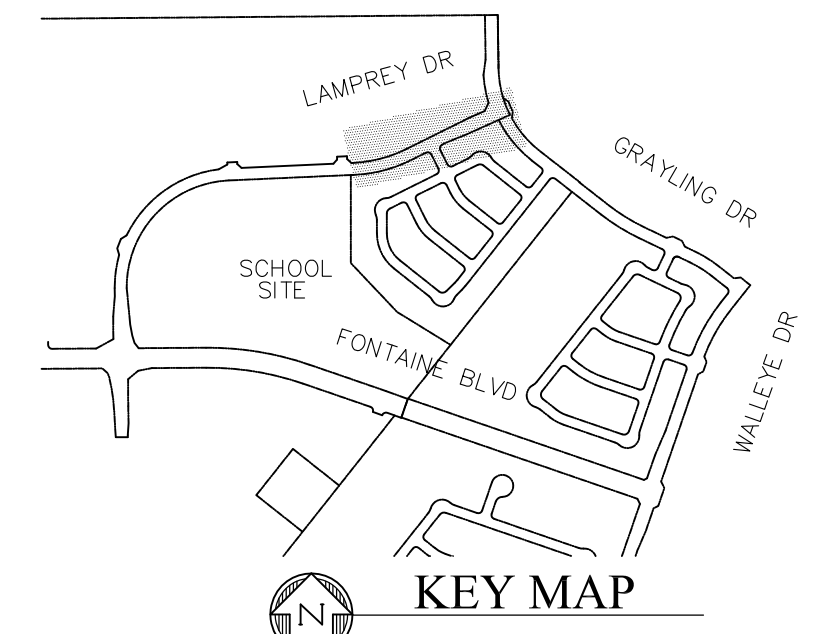 LAMPREY DR
GRAYLING DR
SCHOOL
SITE
FONTAINE BLVD
WALLEYE DR
KEY MAP
N